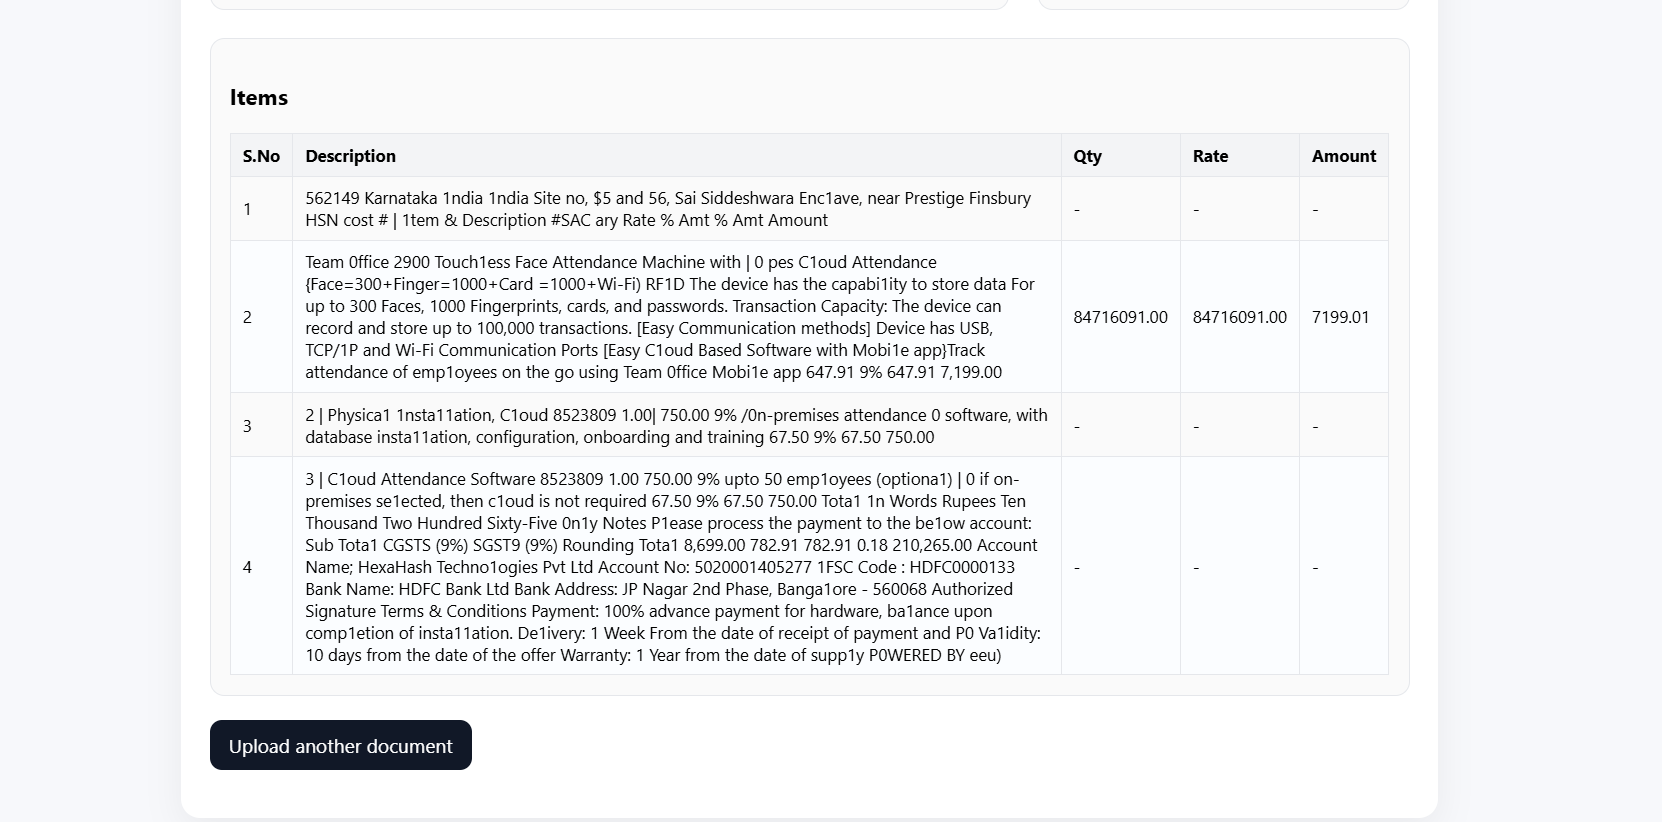 Items
S.No Description Qty Rate Amount
1
562149 Karnataka 1ndia 1ndia Site no, $5 and 56, Sai Siddeshwara Enc1ave, near Prestige Finsbury
HSN cost # | 1tem & Description #SAC ary Rate % Amt % Amt Amount
- - -
2
Team 0ffice 2900 Touch1ess Face Attendance Machine with | 0 pes C1oud Attendance
{Face=300+Finger=1000+Card =1000+Wi-Fi) RF1D The device has the capabi1ity to store data For
up to 300 Faces, 1000 Fingerprints, cards, and passwords. Transaction Capacity: The device can
record and store up to 100,000 transactions. [Easy Communication methods] Device has USB,
TCP/1P and Wi-Fi Communication Ports [Easy C1oud Based Software with Mobi1e app}Track
attendance of emp1oyees on the go using Team 0ffice Mobi1e app 647.91 9% 647.91 7,199.00
84716091.00 84716091.00 7199.01
3
2 | Physica1 1nsta11ation, C1oud 8523809 1.00| 750.00 9% /0n-premises attendance 0 software, with
database insta11ation, configuration, onboarding and training 67.50 9% 67.50 750.00
- - -
4
3 | C1oud Attendance Software 8523809 1.00 750.00 9% upto 50 emp1oyees (optiona1) | 0 if on-
premises se1ected, then c1oud is not required 67.50 9% 67.50 750.00 Tota1 1n Words Rupees Ten
Thousand Two Hundred Sixty-Five 0n1y Notes P1ease process the payment to the be1ow account:
Sub Tota1 CGSTS (9%) SGST9 (9%) Rounding Tota1 8,699.00 782.91 782.91 0.18 210,265.00 Account
Name; HexaHash Techno1ogies Pvt Ltd Account No: 5020001405277 1FSC Code : HDFC0000133
Bank Name: HDFC Bank Ltd Bank Address: JP Nagar 2nd Phase, Banga1ore - 560068 Authorized
Signature Terms & Conditions Payment: 100% advance payment for hardware, ba1ance upon
comp1etion of insta11ation. De1ivery: 1 Week From the date of receipt of payment and P0 Va1idity:
10 days from the date of the offer Warranty: 1 Year from the date of supp1y P0WERED BY eeu)
- - -
Upload another document